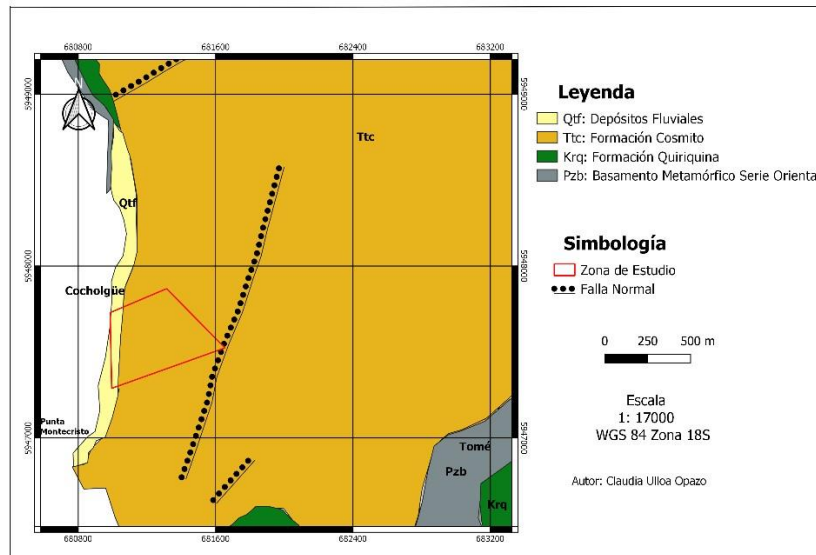 680800 681600 682400 683200
5949000 5949000
N
Ttc
Qtf
5948000 5948000
Cocholgüe
Punta
Montecristo
5947000 5947000
Tomé
Pzb
Krq
680800 681600 682400 683200
Leyenda
Qtf: Depósitos Fluviales
Ttc: Formación Cosmito
Krq: Formación Quiriquina
Pzb: Basamento Metamórfico Serie Orienta
Simbología
Zona de Estudio
Falla Normal
0 250 500 m
Escala
1: 17000
WGS 84 Zona 18S
Autor: Claudia Ulloa Opazo